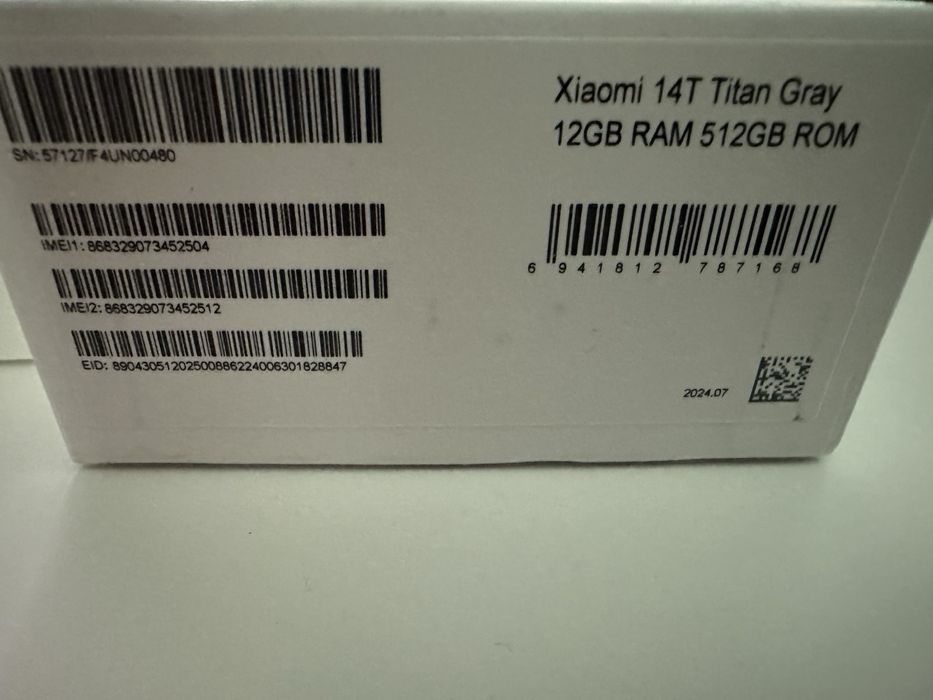 Xiaomi 14T Titan Gray
12GB RAM 512GB ROM
SN: 57127/F4UN00480
IMEI1: 868329073452504
IMEI2: 868329073452512
EID: 89043051202500886224006301828847
6 941812 787168
2024.07